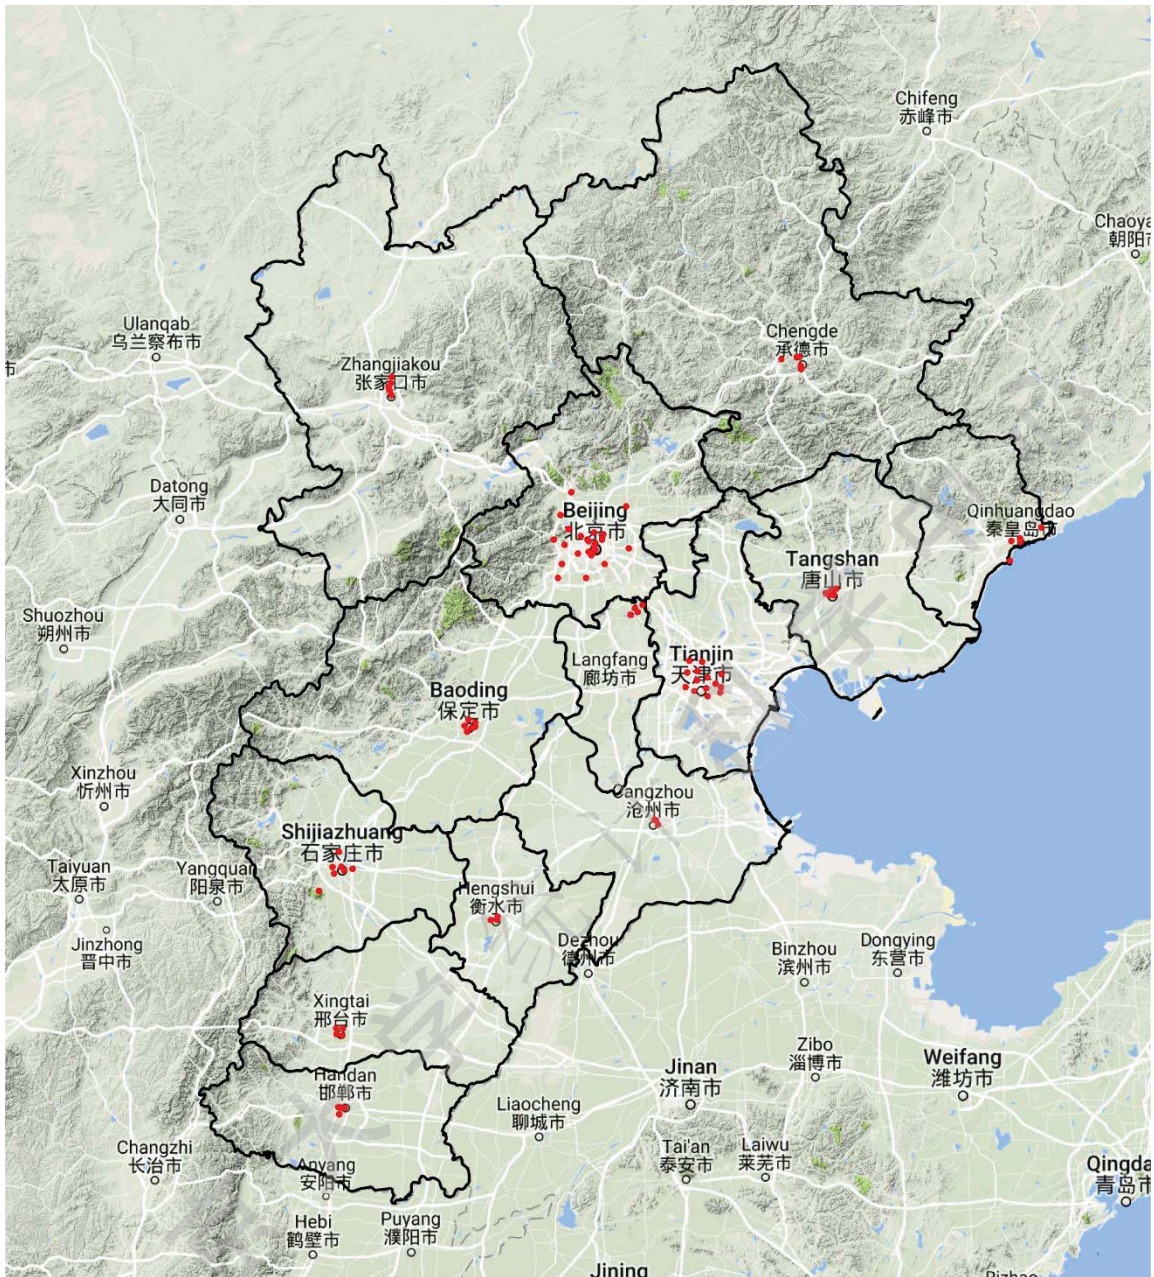 Chifeng
赤峰市
Chaoya
朝阳市
Ulanqab
乌兰察布市
市
Chengde
承德市
Zhangjiakou
张家口市
Datong
大同市
Beijing
北京市
Qinhuangdao
秦皇岛市
Tangshan
唐山市
Shuozhou
朔州市
Langfang
廊坊市
Tianjin
天津市
Baoding
保定市
Xinzhou
忻州市
Cangzhou
沧州市
Shijiazhuang
石家庄市
Taiyuan
太原市
Yangquan
阳泉市
Hengshui
衡水市
Jinzhong
晋中市
Dezhou
德州市
Binzhou
滨州市
Dongying
东营市
Xingtai
邢台市
Zibo
淄博市
Weifang
潍坊市
Jinan
济南市
Handan
邯郸市
Liaocheng
聊城市
Changzhi
长治市
Anyang
安阳市
Tai'an
泰安市
Laiwu
莱芜市
Qingda
青岛市
Hebi
鹤壁市
Puyang
濮阳市
Jining